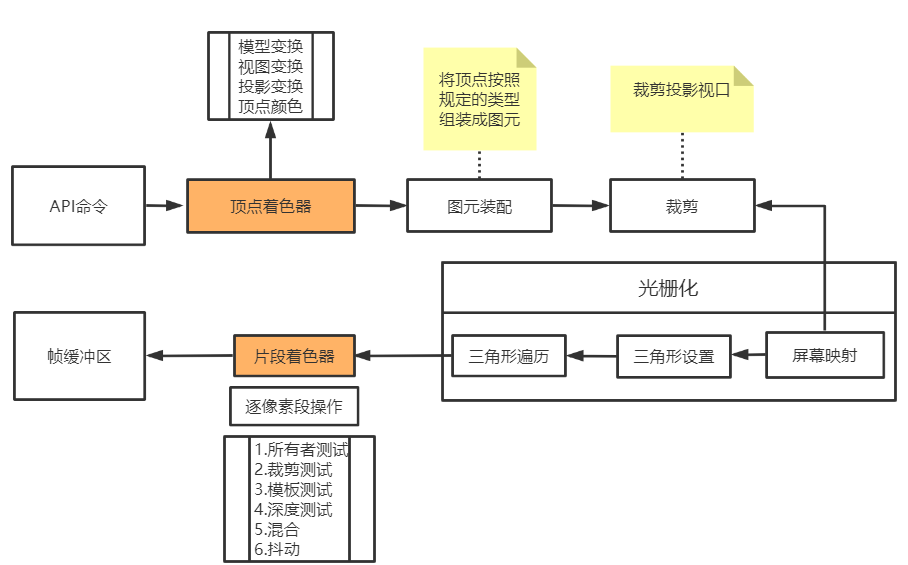 模型变换
视图变换
投影变换
顶点颜色
将顶点按照
规定的类型
组装成图元
裁剪投影视口
API命令
顶点着色器
图元装配
裁剪
光栅化
帧缓冲区
片段着色器
三角形遍历
三角形设置
屏幕映射
逐像素段操作
1.所有者测试
2.裁剪测试
3.模板测试
4.深度测试
5.混合
6.抖动